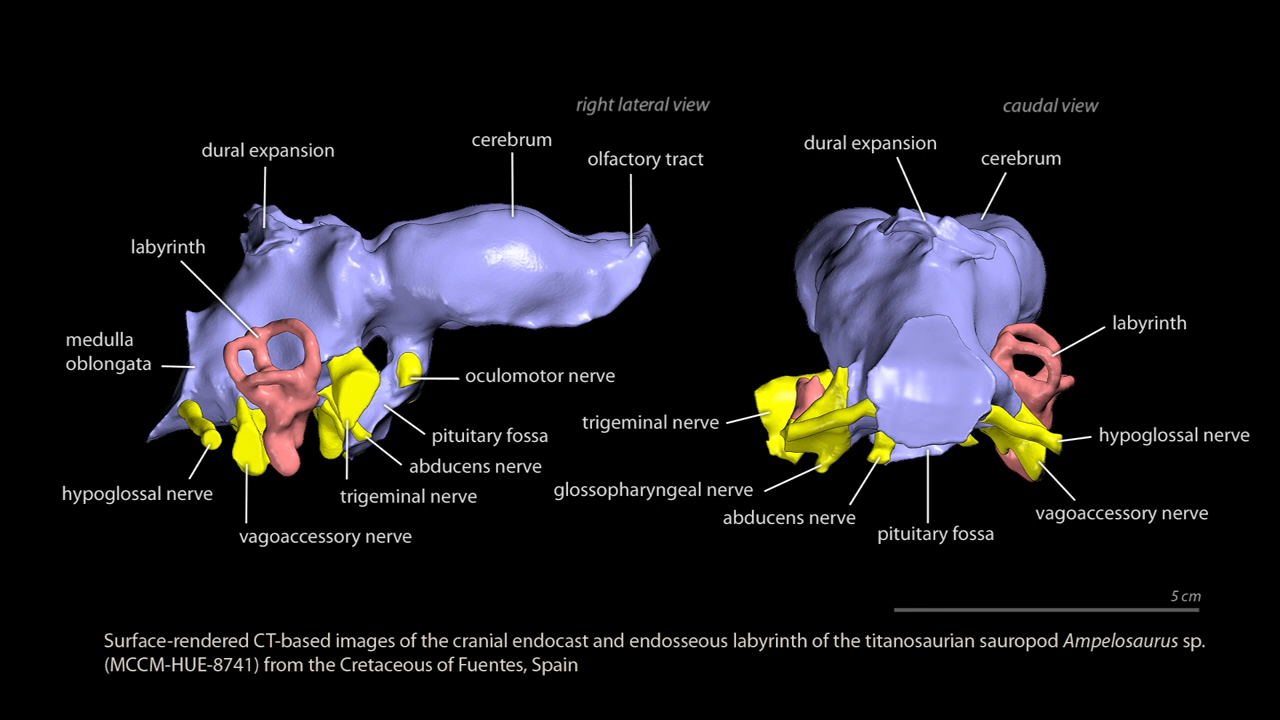 right lateral view
caudal view
dural expansion
cerebrum
olfactory tract
labyrinth
medulla
oblongata
oculomotor nerve
pituitary fossa
abducens nerve
trigeminal nerve
hypoglossal nerve
vagoaccessory nerve
dural expansion
cerebrum
labyrinth
trigeminal nerve
hypoglossal nerve
glossopharyngeal nerve
abducens nerve
vagoaccessory nerve
pituitary fossa
5 cm
Surface-rendered CT-based images of the cranial endocast and endosseous labyrinth of the titanosaurian sauropod Ampelosaurus sp.
(MCCM-HUE-8741) from the Cretaceous of Fuentes, Spain